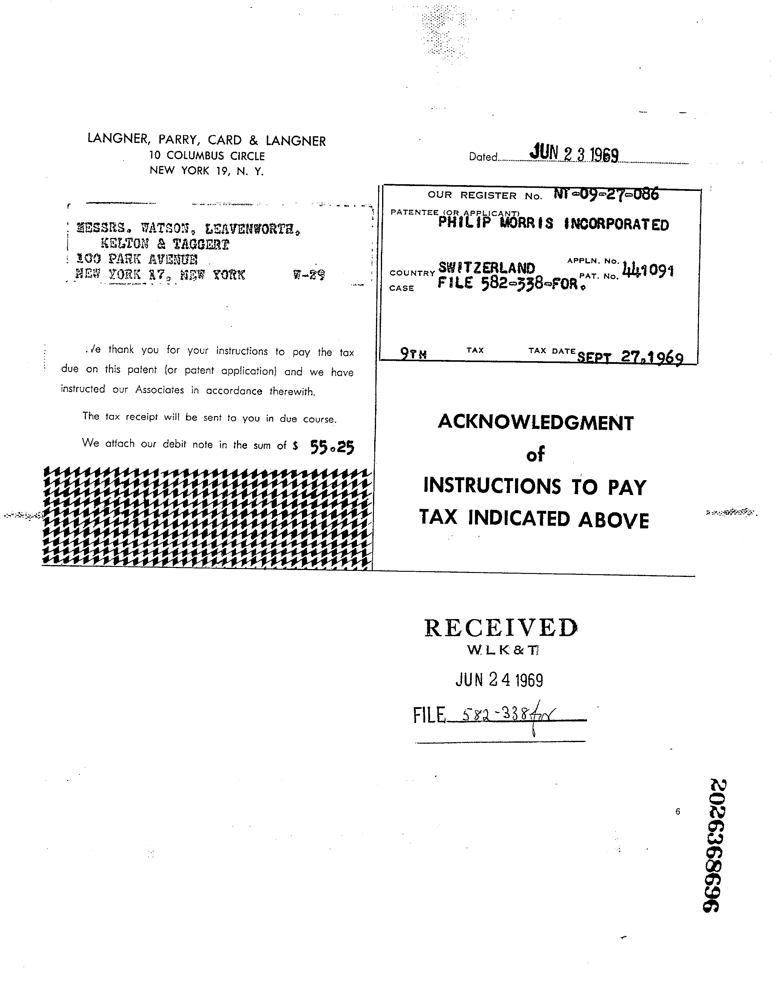 LANGNER, PARRY, CARD & LANGNER
10 COLUMBUS CIRCLE
NEW YORK 19, N. Y.
Dated JUN 23 1969
MESSRS. WATSON, LEAVENWORTH,
KELTON & TAGGERT
100 PARK AVENUE
NEW YORK 17, NEW YORK W-29
OUR REGISTER No. NT-09-27-086
PATENTEE (OR APPLICANT)
PHILIP MORRIS INCORPORATED
COUNTRY SWITZERLAND APPLN. No. PAT. No. 441091
CASE FILE 582-338-FOR.
9TH TAX TAX DATE SEPT 27,1969
We thank you for your instructions to pay the tax
due on this patent (or patent application) and we have
instructed our Associates in accordance therewith.
The tax receipt will be sent to you in due course.
We attach our debit note in the sum of $ 55.25
ACKNOWLEDGMENT
of
INSTRUCTIONS TO PAY
TAX INDICATED ABOVE
RECEIVED
W. L K & T
JUN 24 1969
FILE 582-338for
6
2026368696